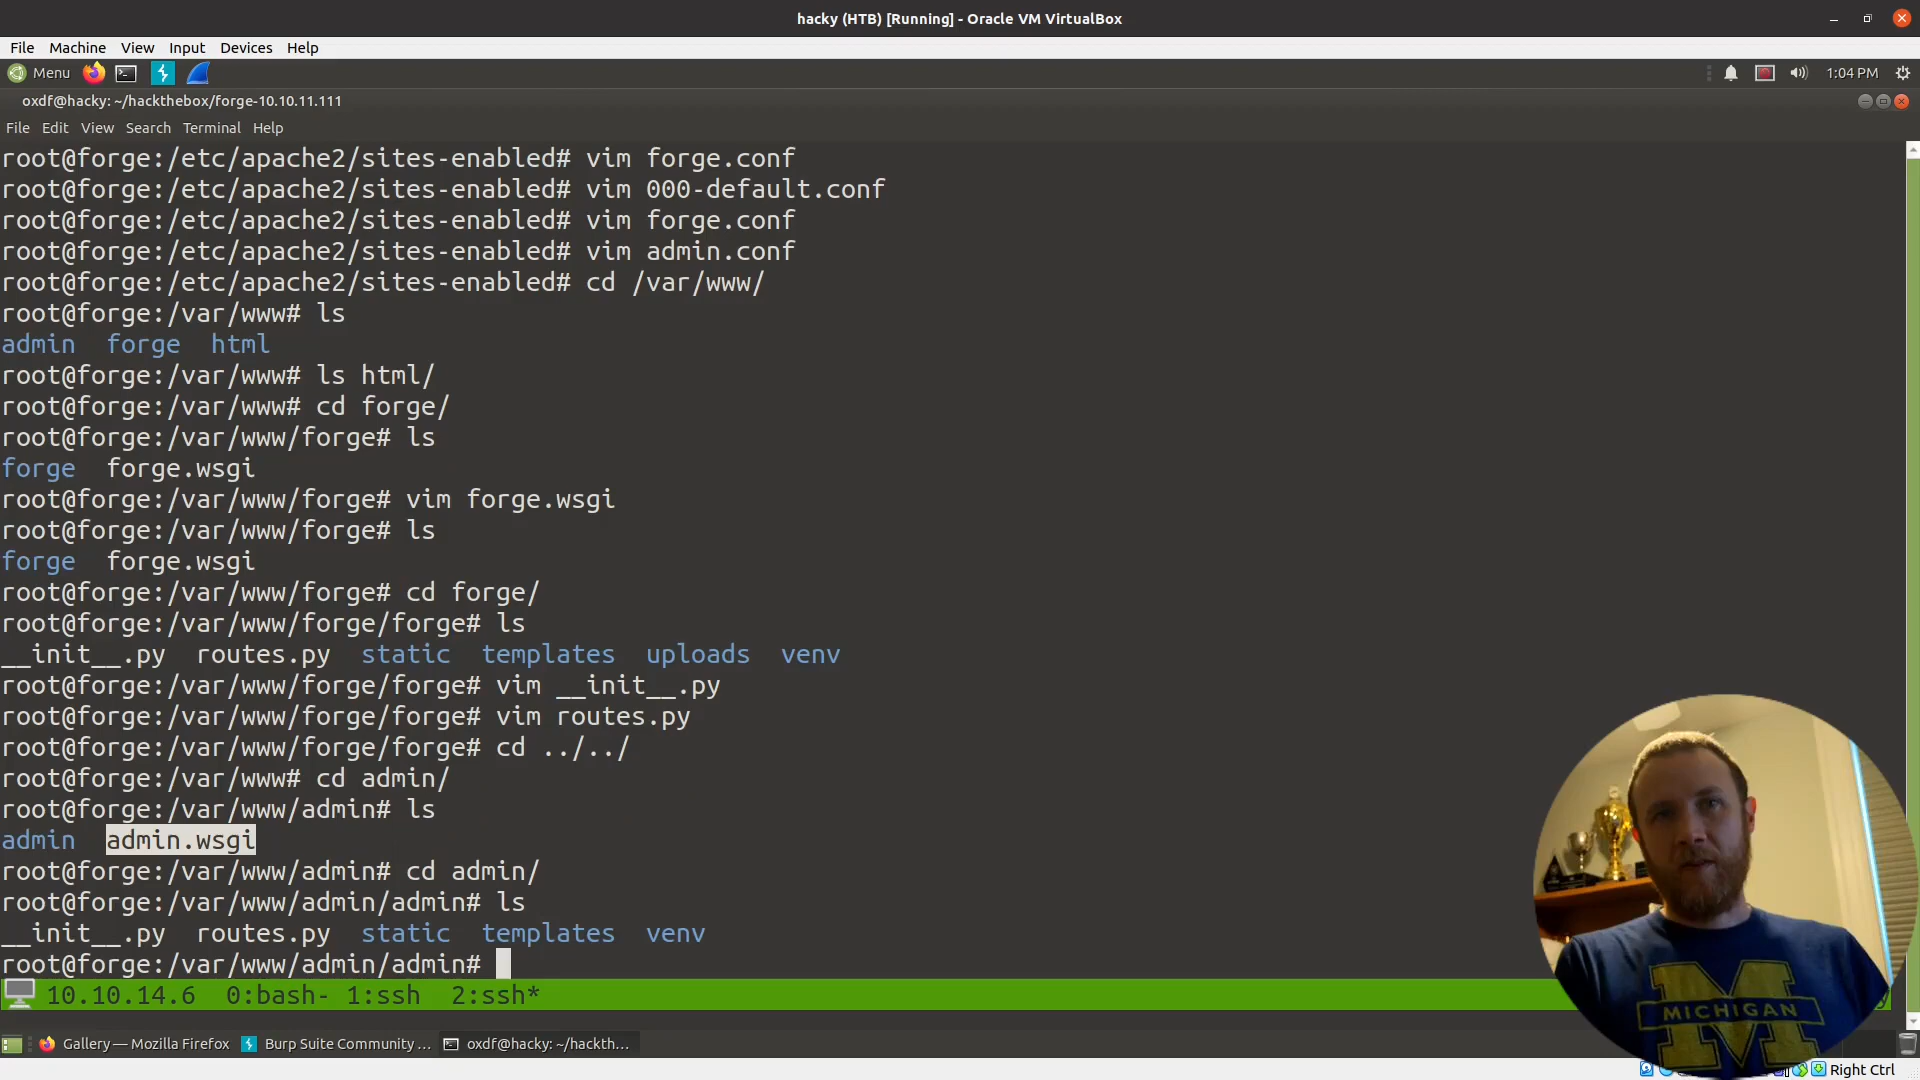 hacky (HTB) [Running] - Oracle VM VirtualBox
File Machine View Input Devices Help
Menu 1:04 PM
oxdf@hacky: ~/hackthebox/forge-10.10.11.111
File Edit View Search Terminal Help
root@forge:/etc/apache2/sites-enabled# vim forge.conf
root@forge:/etc/apache2/sites-enabled# vim 000-default.conf
root@forge:/etc/apache2/sites-enabled# vim forge.conf
root@forge:/etc/apache2/sites-enabled# vim admin.conf
root@forge:/etc/apache2/sites-enabled# cd /var/www/
root@forge:/var/www# ls
admin forge html
root@forge:/var/www# ls html/
root@forge:/var/www# cd forge/
root@forge:/var/www/forge# ls
forge forge.wsgi
root@forge:/var/www/forge# vim forge.wsgi
root@forge:/var/www/forge# ls
forge forge.wsgi
root@forge:/var/www/forge# cd forge/
root@forge:/var/www/forge/forge# ls
__init__.py routes.py static templates uploads venv
root@forge:/var/www/forge/forge# vim __init__.py
root@forge:/var/www/forge/forge# vim routes.py
root@forge:/var/www/forge/forge# cd ../../
root@forge:/var/www# cd admin/
root@forge:/var/www/admin# ls
admin admin.wsgi
root@forge:/var/www/admin# cd admin/
root@forge:/var/www/admin/admin# ls
__init__.py routes.py static templates venv
root@forge:/var/www/admin/admin#
10.10.14.6 0:bash- 1:ssh 2:ssh*
MICHIGAN
Gallery — Mozilla Firefox Burp Suite Community ... oxdf@hacky: ~/hackth...
Right Ctrl